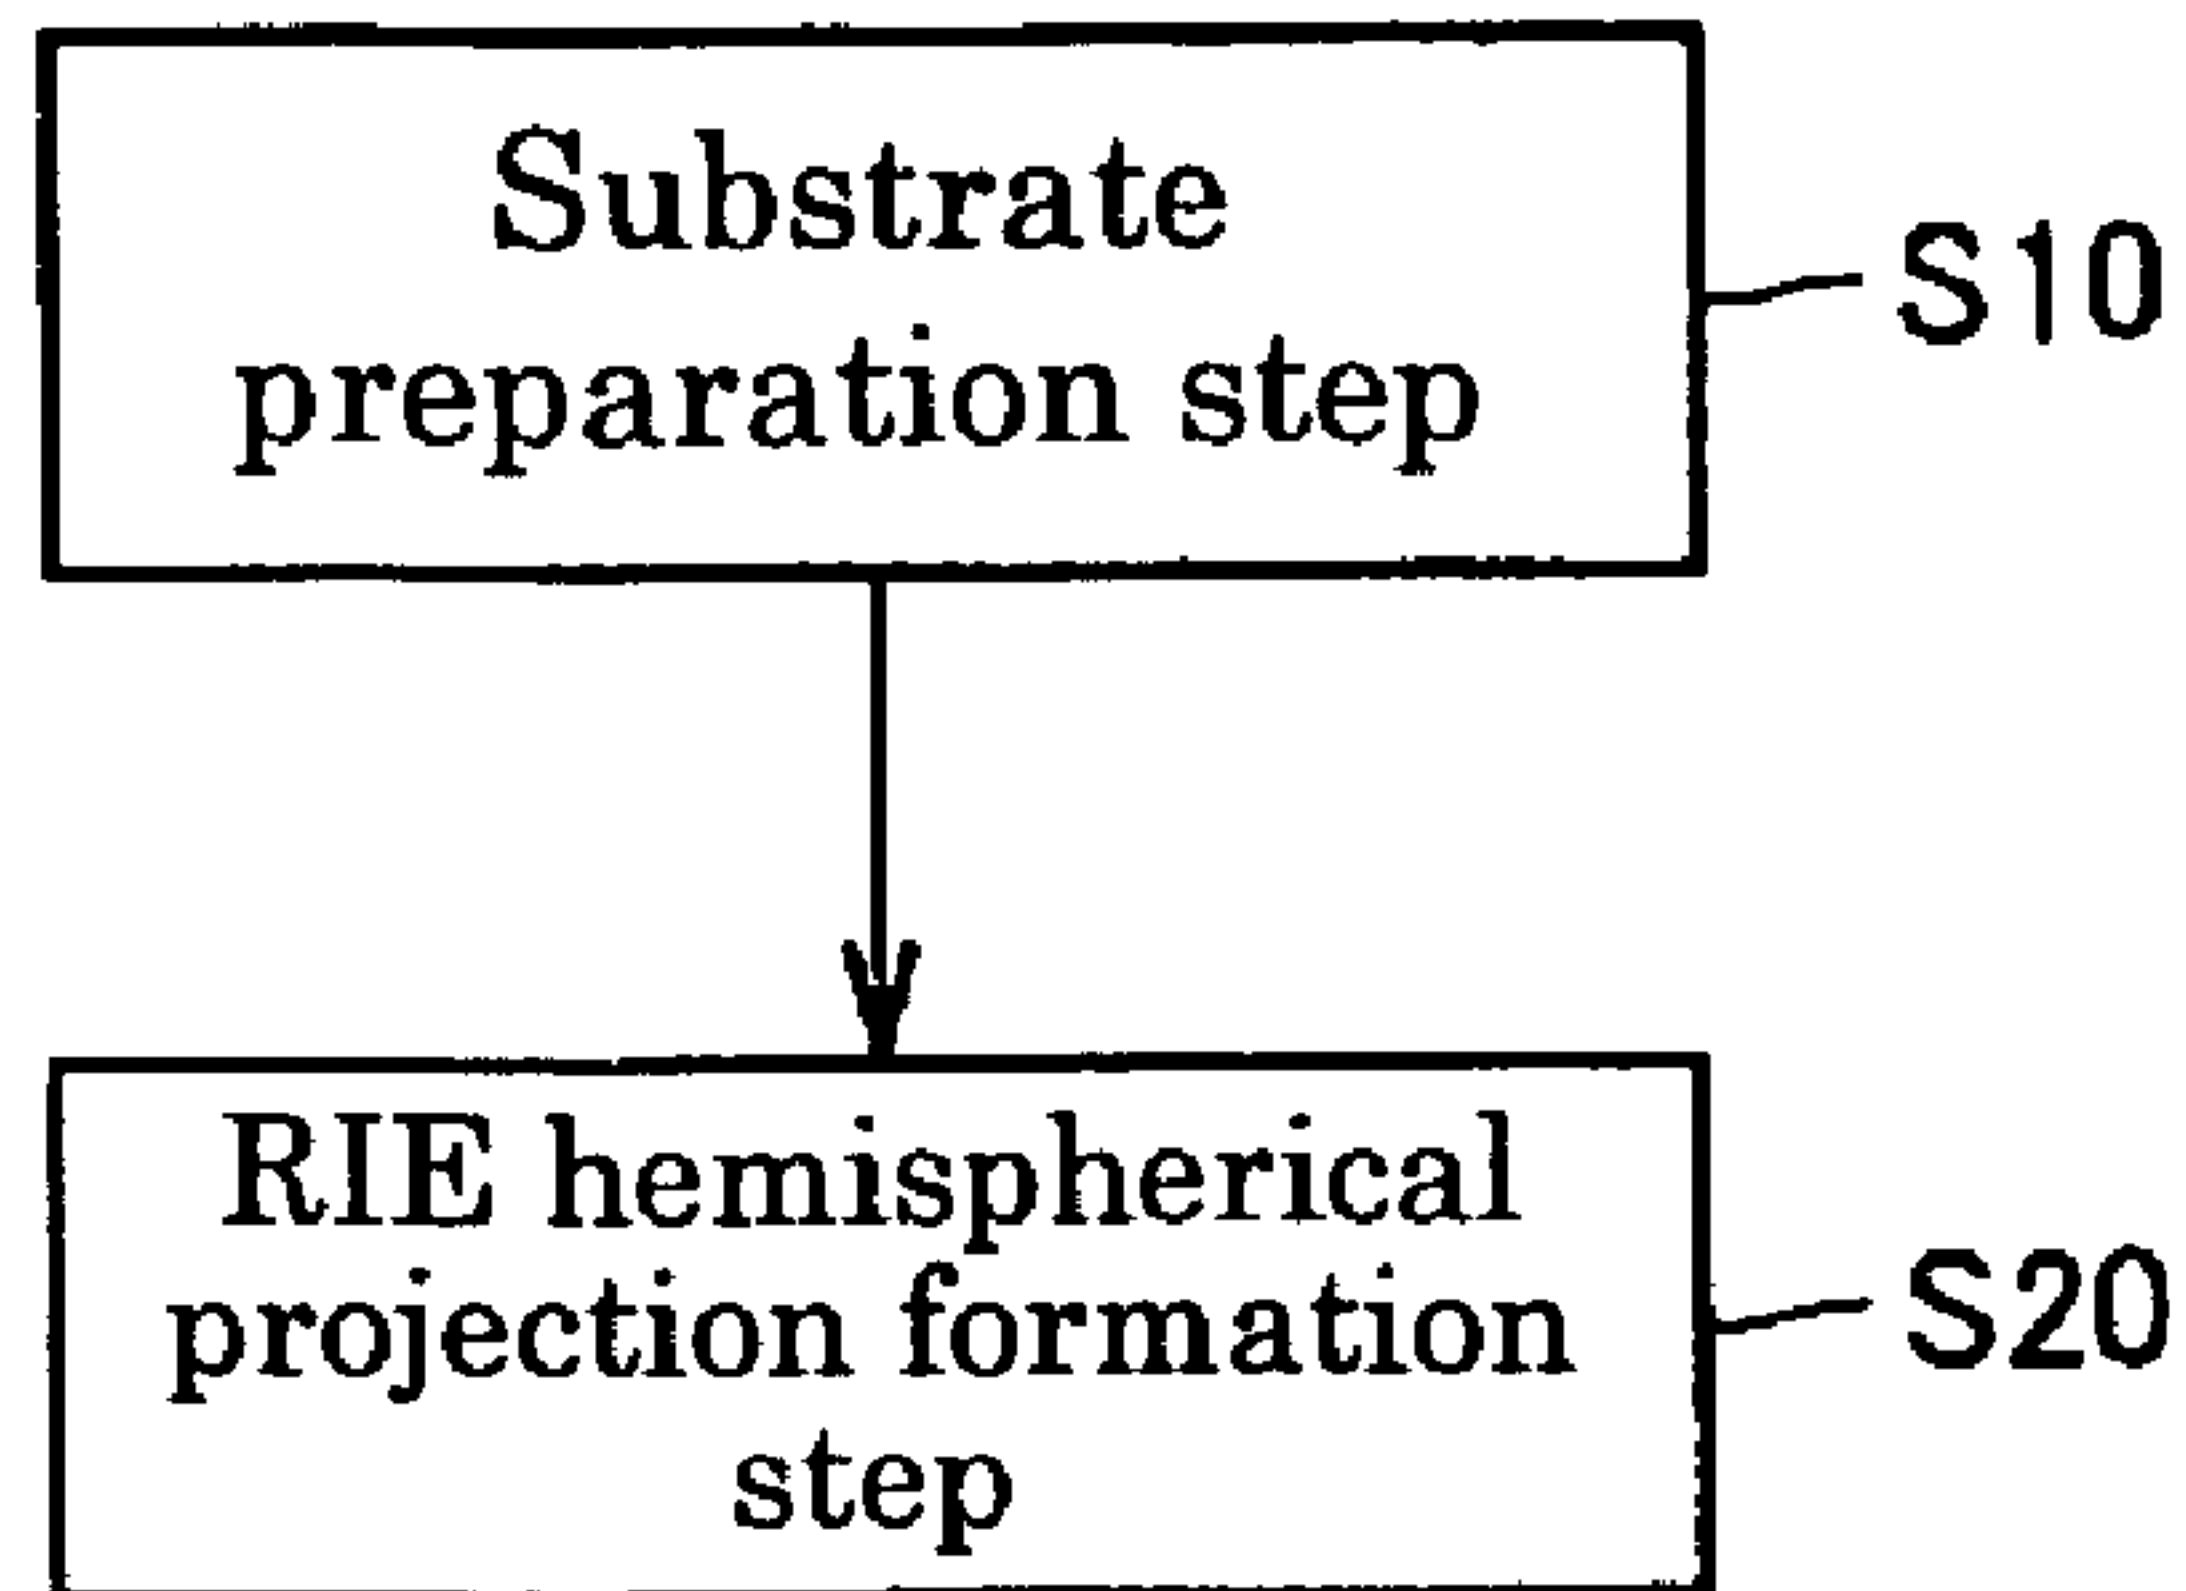 Substrate
preparation step
S10
RIE hemispherical
projection formation
step
S20